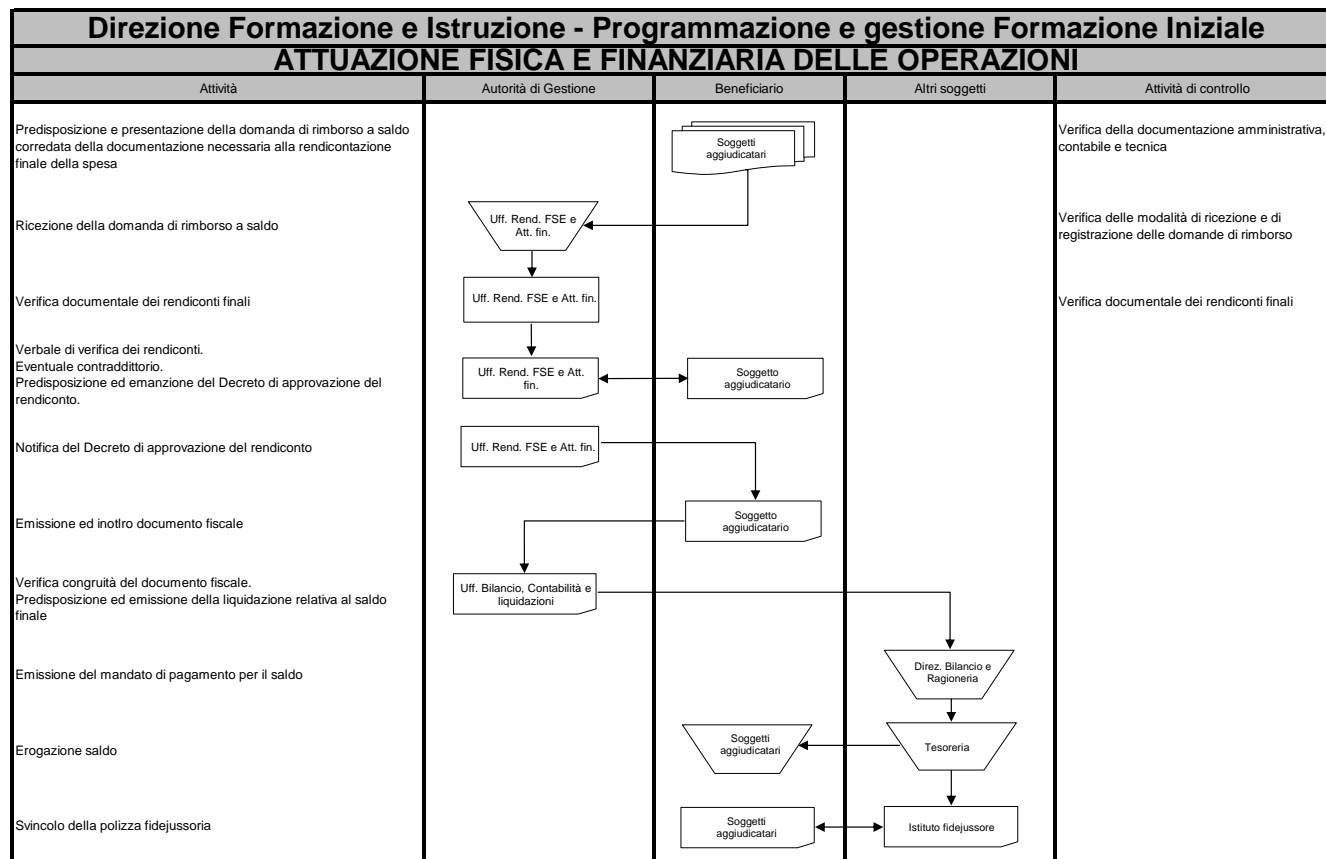 Direzione Formazione e Istruzione - Programmazione e gestione Formazione Iniziale
ATTUAZIONE FISICA E FINANZIARIA DELLE OPERAZIONI
Attività
Autorità di Gestione
Beneficiario
Altri soggetti
Attività di controllo
Predisposizione e presentazione della domanda di rimborso a saldo
corredata della documentazione necessaria alla rendicontazione
finale della spesa
Soggetti
aggiudicatari
Verifica della documentazione amministrativa,
contabile e tecnica
Ricezione della domanda di rimborso a saldo
Uff. Rend. FSE e
Att. fin.
Verifica delle modalità di ricezione e di
registrazione delle domande di rimborso
Verifica documentale dei rendiconti finali
Uff. Rend. FSE e Att. fin.
Verifica documentale dei rendiconti finali
Verbale di verifica dei rendiconti.
Eventuale contraddittorio.
Predisposizione ed emanzione del Decreto di approvazione del
rendiconto.
Uff. Rend. FSE e Att.
fin.
Soggetto
aggiudicatario
Notifica del Decreto di approvazione del rendiconto
Uff. Rend. FSE e Att. fin.
Emissione ed inotlro documento fiscale
Soggetto
aggiudicatario
Verifica congruità del documento fiscale.
Predisposizione ed emissione della liquidazione relativa al saldo
finale
Uff. Bilancio, Contabilità e
liquidazioni
Emissione del mandato di pagamento per il saldo
Direz. Bilancio e
Ragioneria
Erogazione saldo
Soggetti
aggiudicatari
Tesoreria
Svincolo della polizza fidejussoria
Soggetti
aggiudicatari
Istituto fidejussore